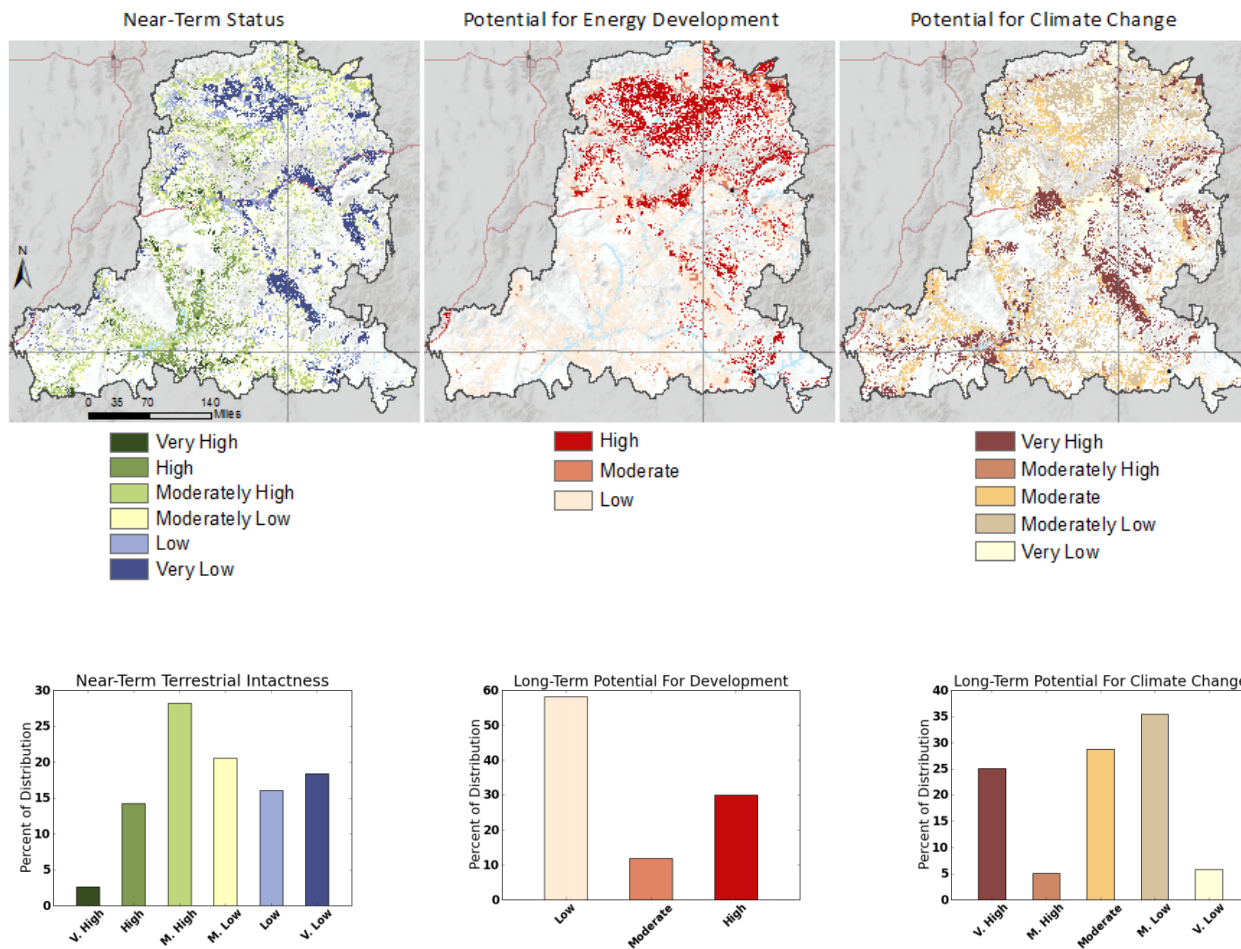 Near-Term Status
Potential for Energy Development
Potential for Climate Change
N
0 35 70 140
Miles
Very High
High
Moderately High
Moderately Low
Low
Very Low
High
Moderate
Low
Very High
Moderately High
Moderate
Moderately Low
Very Low
Near-Term Terrestrial Intactness
Percent of Distribution
30
25
20
15
10
5
0
V. High
High
M. High
M. Low
Low
V. Low
Long-Term Potential For Development
Percent of Distribution
60
50
40
30
20
10
0
Low
Moderate
High
Long-Term Potential For Climate Change
Percent of Distribution
40
35
30
25
20
15
10
5
0
V. High
M. High
Moderate
M. Low
V. Low